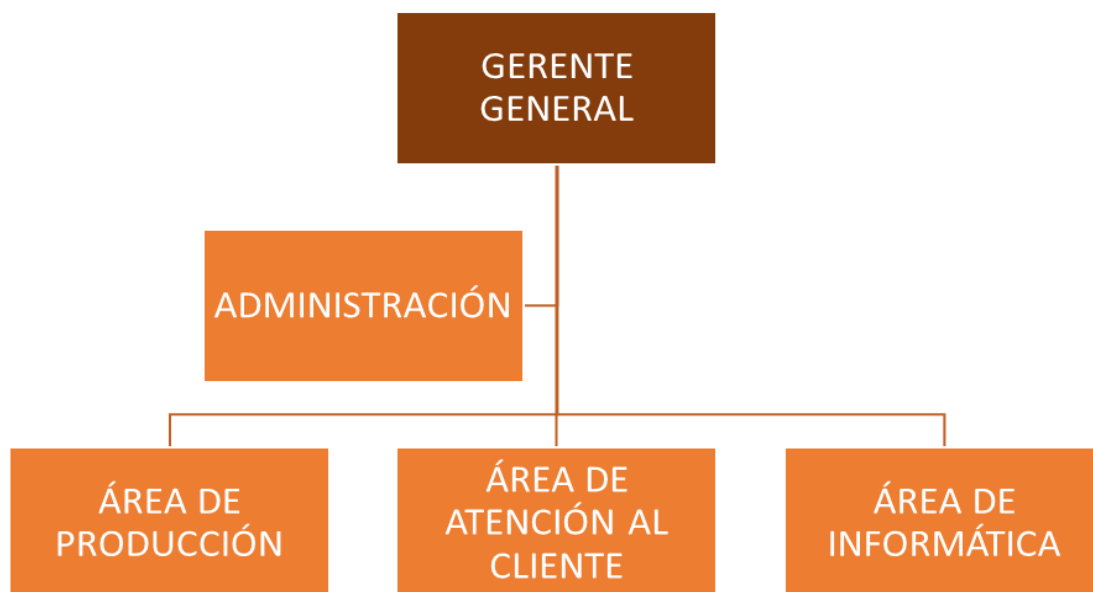 GERENTE
GENERAL
ADMINISTRACIÓN
ÁREA DE
PRODUCCIÓN
ÁREA DE
ATENCIÓN AL
CLIENTE
ÁREA DE
INFORMÁTICA